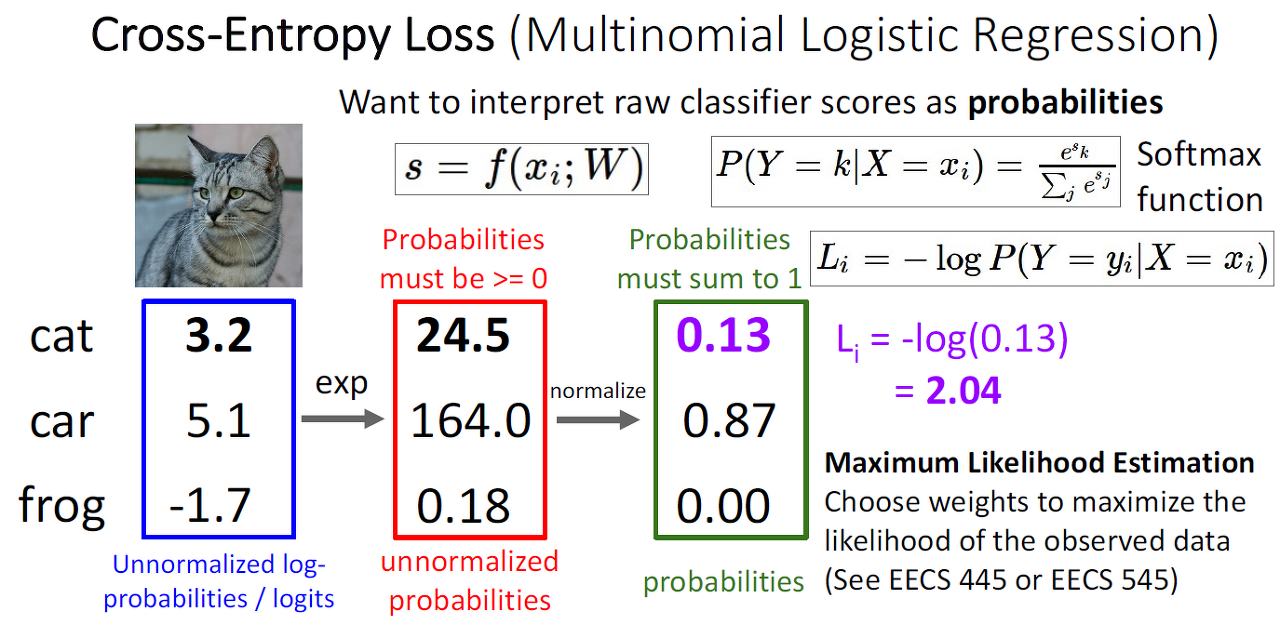 Cross-Entropy Loss (Multinomial Logistic Regression)
Want to interpret raw classifier scores as probabilities
s = f(x_i; W)
P(Y = k|X = x_i) = e^{s_k} / ∑_j e^{s_j}
Softmax
function
Probabilities
must be >= 0
Probabilities
must sum to 1
L_i = − log P(Y = y_i|X = x_i)
cat 3.2 24.5 0.13
L_i = -log(0.13)
= 2.04
exp
normalize
car 5.1 164.0 0.87
frog -1.7 0.18 0.00
Unnormalized log-
probabilities / logits
unnormalized
probabilities
probabilities
Maximum Likelihood Estimation
Choose weights to maximize the
likelihood of the observed data
(See EECS 445 or EECS 545)